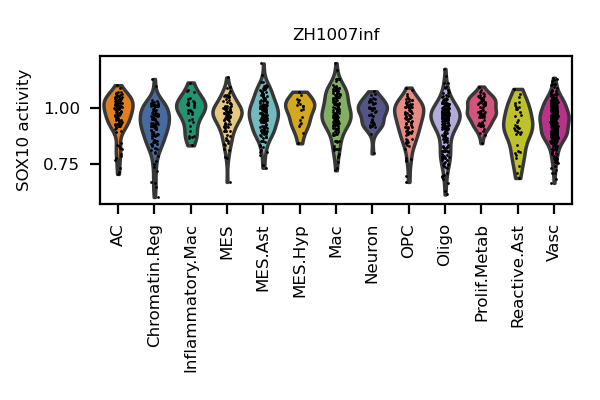 ZH1007inf
SOX10 activity
1.00
0.75
AC
Chromatin.Reg
Inflammatory.Mac
MES
MES.Ast
MES.Hyp
Mac
Neuron
OPC
Oligo
Prolif.Metab
Reactive.Ast
Vasc